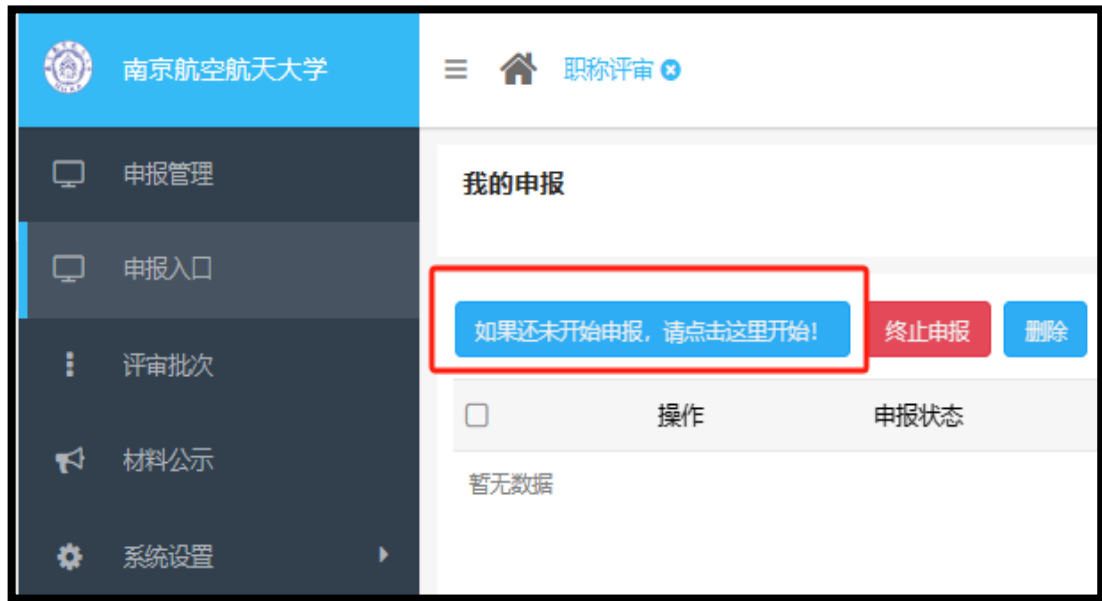 南京航空航天大学
职称评审
申报管理
申报入口
评审批次
材料公示
系统设置
我的申报
如果还未开始申报，请点击这里开始！ 终止申报 删除
操作 申报状态
暂无数据